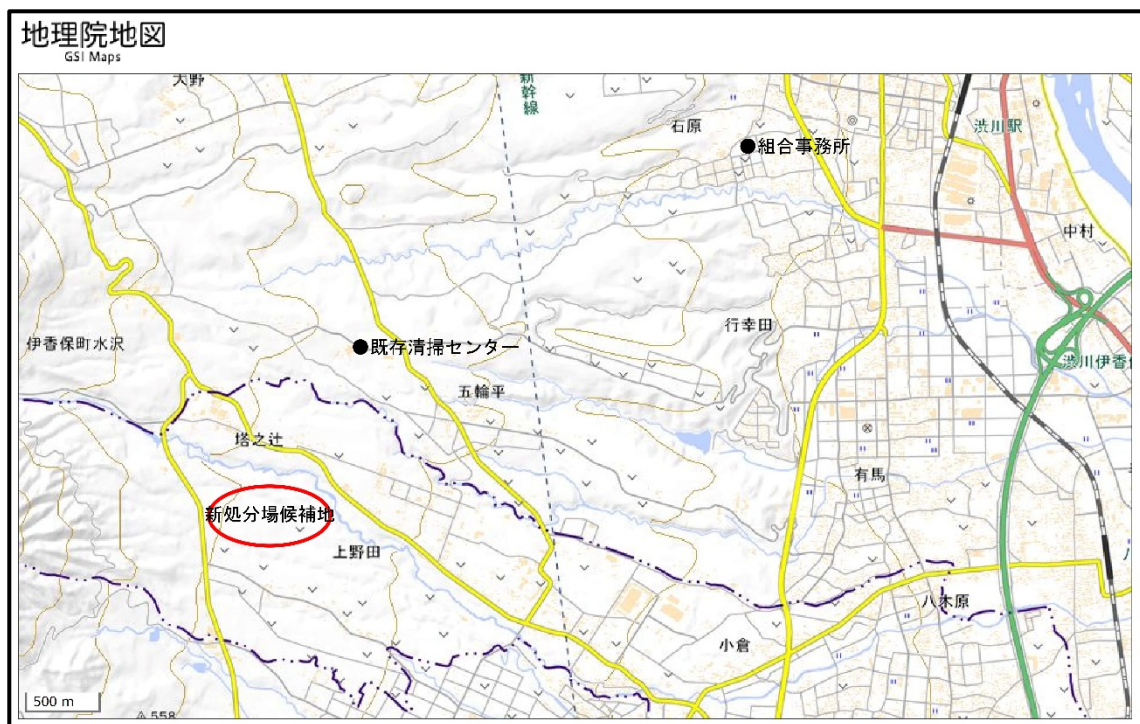 地理院地図
GSI Maps
大野
新幹線
石原
●組合事務所
渋川駅
中村
行幸田
伊香保町水沢
●既存清掃センター
渋川伊香保
五輪平
塔之辻
有馬
新処分場候補地
上野田
八木原
小倉
500 m
558